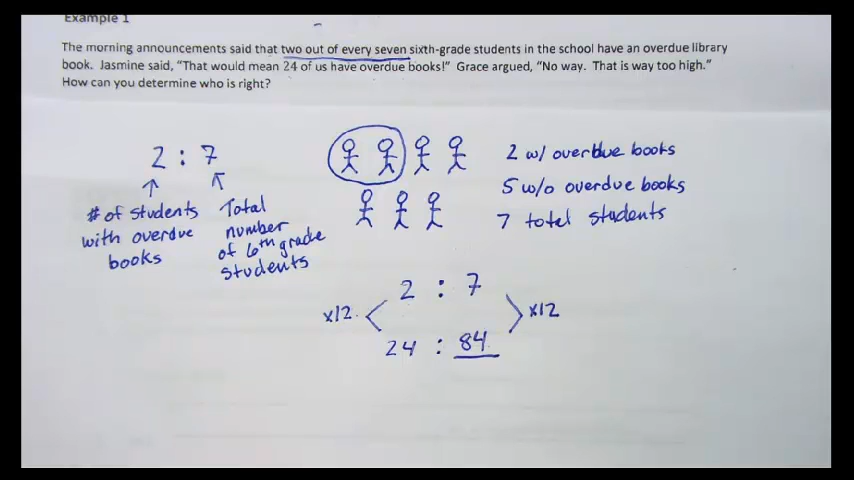 Example 1
The morning announcements said that two out of every seven sixth-grade students in the school have an overdue library
book. Jasmine said, “That would mean 24 of us have overdue books!” Grace argued, “No way. That is way too high.”
How can you determine who is right?
2 : 7
# of students
with overdue
books
Total
number
of 6th grade
students
2 w/ overdue books
5 w/o overdue books
7 total students
2 : 7
x12
x12
24 : 84